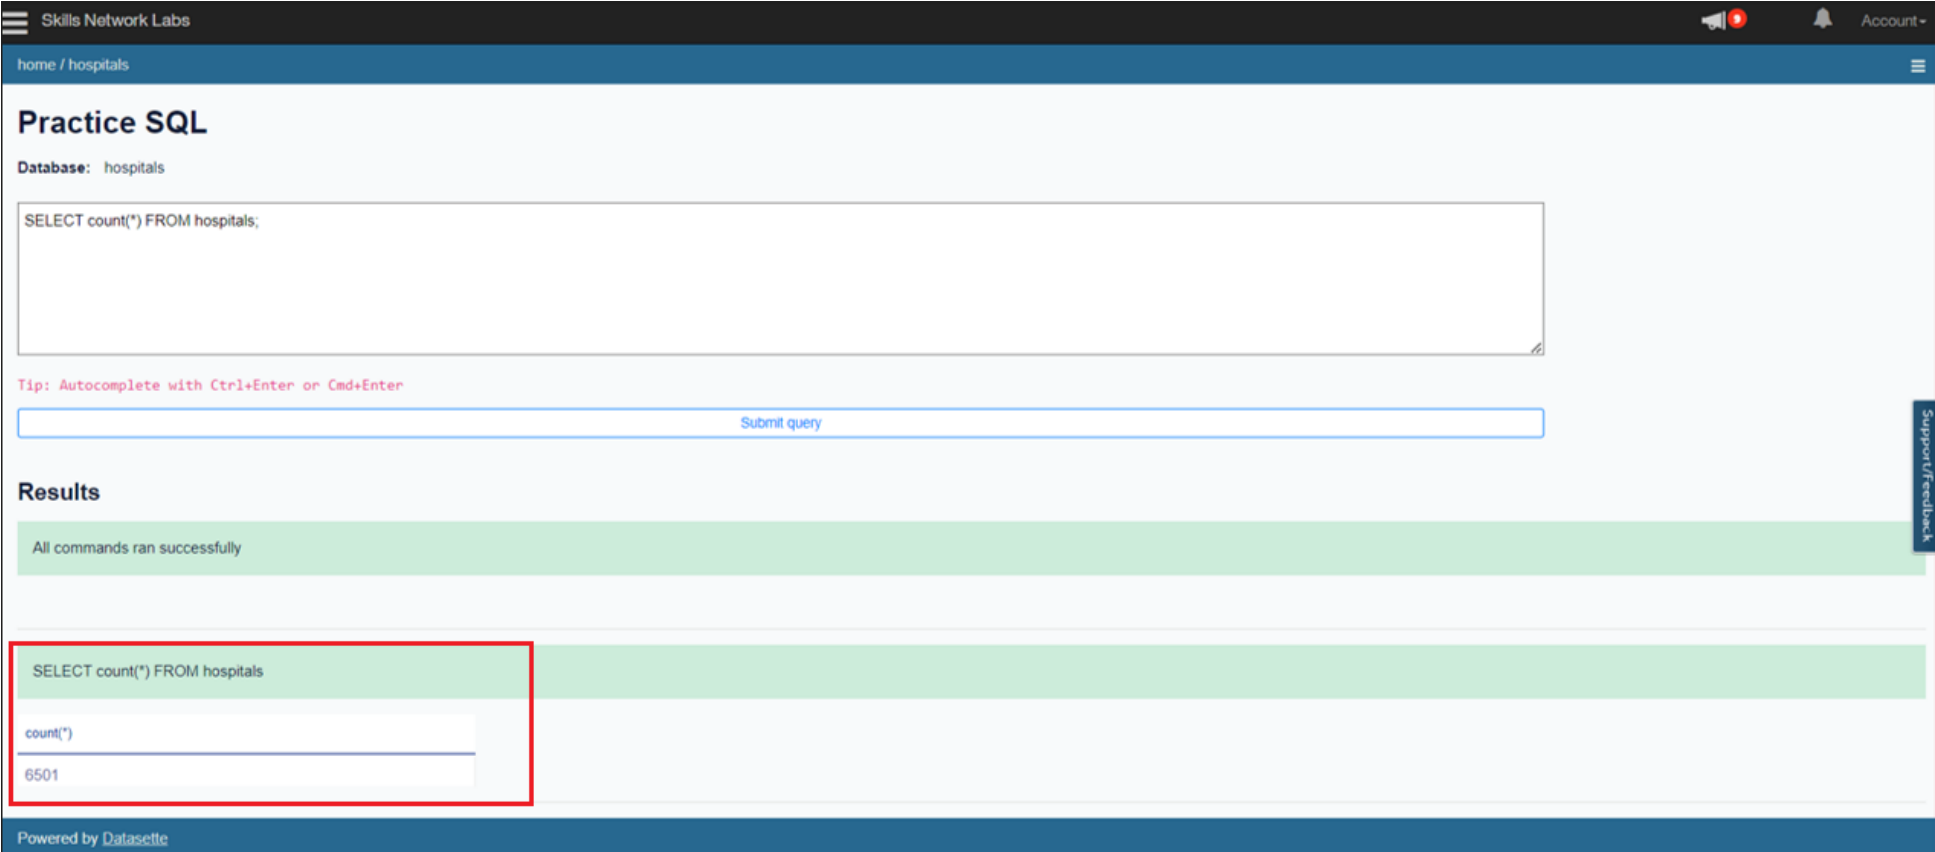 Skills Network Labs
Account
home / hospitals
Practice SQL
Database: hospitals
SELECT count(*) FROM hospitals;
Tip: Autocomplete with Ctrl+Enter or Cmd+Enter
Submit query
Support/Feedback
Results
All commands ran successfully
SELECT count(*) FROM hospitals
count(*)
6501
Powered by Datasette